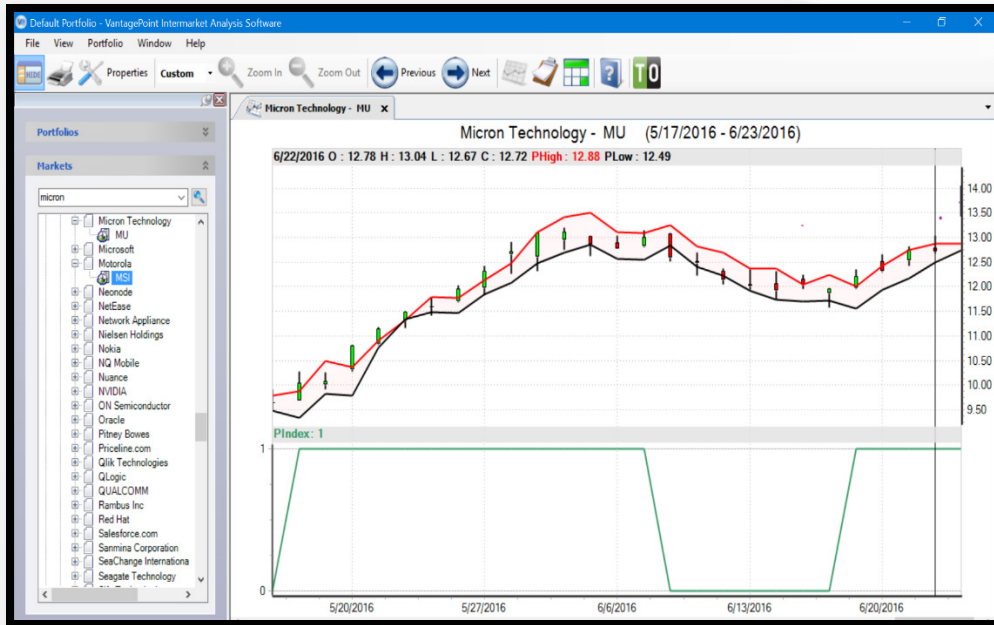 Default Portfolio - VantagePoint Intermarket Analysis Software
File View Portfolio Window Help
HIDE Properties Custom Zoom In Zoom Out Previous Next TO
Micron Technology - MU x
Portfolios
Markets
micron
Micron Technology
MU
Microsoft
Motorola
MSI
Neonode
NetEase
Network Appliance
Nielsen Holdings
Nokia
NQ Mobile
Nuance
NVIDIA
ON Semiconductor
Oracle
Pitney Bowes
Priceline.com
Qlik Technologies
QLogic
QUALCOMM
Rambus Inc
Red Hat
Salesforce.com
Sanmina Corporation
SeaChange Internationa
Seagate Technology
Micron Technology - MU (5/17/2016 - 6/23/2016)
6/22/2016 O : 12.78 H : 13.04 L : 12.67 C : 12.72 PHigh : 12.88 PLow : 12.49
14.00
13.50
13.00
12.50
12.00
11.50
11.00
10.50
10.00
9.50
PIndex: 1
1
0
5/20/2016 5/27/2016 6/6/2016 6/13/2016 6/20/2016